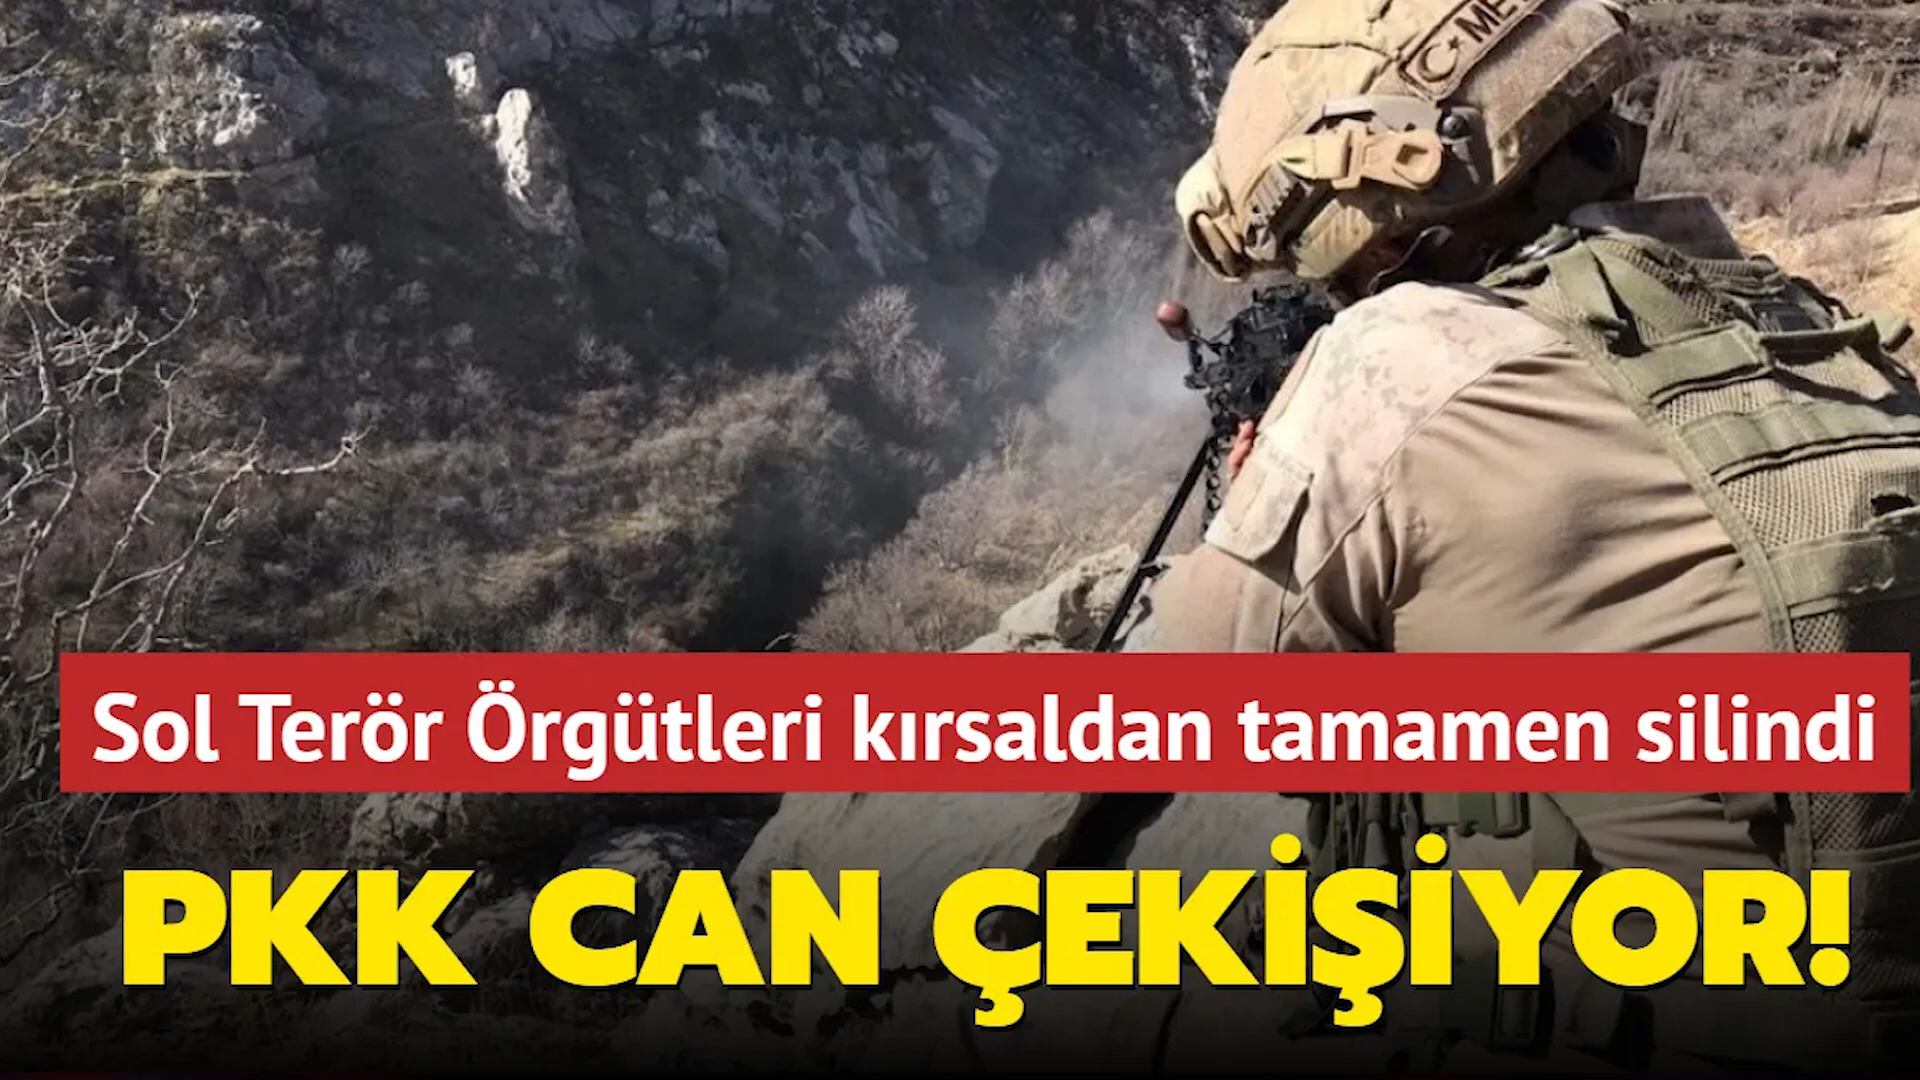 Sol Terör Örgütleri kırsaldan tamamen silindi
PKK CAN ÇEKİŞİYOR!